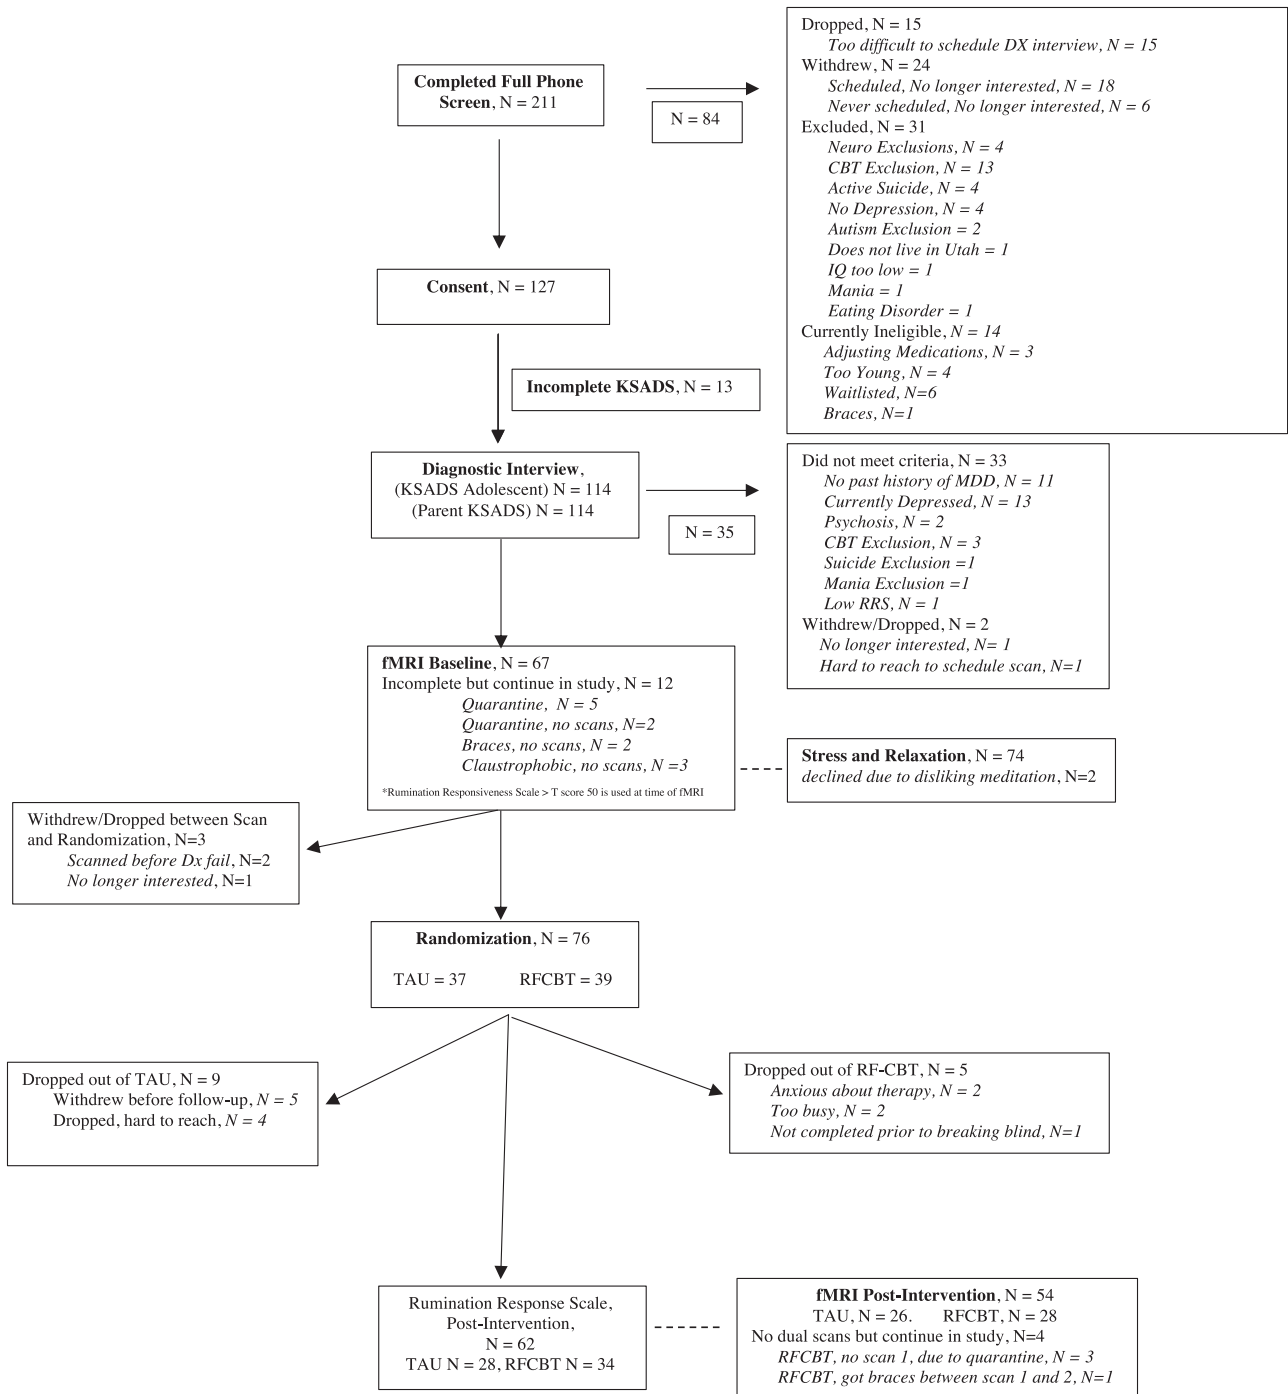 Completed Full Phone
Screen, N = 211
N = 84
Dropped, N = 15
Too difficult to schedule DX interview, N = 15
Withdrew, N = 24
Scheduled, No longer interested, N = 18
Never scheduled, No longer interested, N = 6
Excluded, N = 31
Neuro Exclusions, N = 4
CBT Exclusion, N = 13
Active Suicide, N = 4
No Depression, N = 4
Autism Exclusion = 2
Does not live in Utah = 1
IQ too low = 1
Mania = 1
Eating Disorder = 1
Currently Ineligible, N = 14
Adjusting Medications, N = 3
Too Young, N = 4
Waitlisted, N=6
Braces, N=1
Consent, N = 127
Incomplete KSADS, N = 13
Diagnostic Interview,
(KSADS Adolescent) N = 114
(Parent KSADS) N = 114
N = 35
Did not meet criteria, N = 33
No past history of MDD, N = 11
Currently Depressed, N = 13
Psychosis, N = 2
CBT Exclusion, N = 3
Suicide Exclusion =1
Mania Exclusion =1
Low RRS, N = 1
Withdrew/Dropped, N = 2
No longer interested, N= 1
Hard to reach to schedule scan, N=1
fMRI Baseline, N = 67
Incomplete but continue in study, N = 12
Quarantine, N = 5
Quarantine, no scans, N=2
Braces, no scans, N = 2
Claustrophobic, no scans, N =3
*Rumination Responsiveness Scale > T score 50 is used at time of fMRI
Stress and Relaxation, N = 74
declined due to disliking meditation, N=2
Withdrew/Dropped between Scan
and Randomization, N=3
Scanned before Dx fail, N=2
No longer interested, N=1
Randomization, N = 76
TAU = 37 RFCBT = 39
Dropped out of TAU, N = 9
Withdrew before follow-up, N = 5
Dropped, hard to reach, N = 4
Dropped out of RF-CBT, N = 5
Anxious about therapy, N = 2
Too busy, N = 2
Not completed prior to breaking blind, N=1
Rumination Response Scale,
Post-Intervention,
N = 62
TAU N = 28, RFCBT N = 34
fMRI Post-Intervention, N = 54
TAU, N = 26. RFCBT, N = 28
No dual scans but continue in study, N=4
RFCBT, no scan 1, due to quarantine, N = 3
RFCBT, got braces between scan 1 and 2, N=1